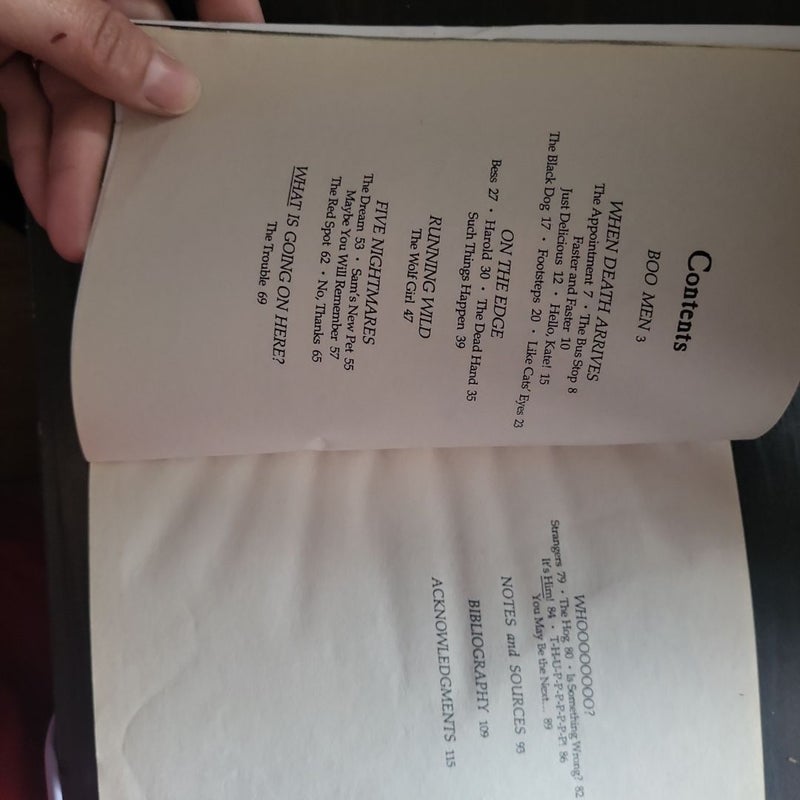 Contents
BOO MEN 3
WHEN DEATH ARRIVES
The Appointment 7 • The Bus Stop 8
Faster and Faster 10
Just Delicious 12 • Hello, Kate! 15
The Black Dog 17 • Footsteps 20 • Like Cats' Eyes 23
ON THE EDGE
Bess 27 • Harold 30 • The Dead Hand 35
Such Things Happen 39
RUNNING WILD
The Wolf Girl 47
FIVE NIGHTMARES
The Dream 53 • Sam's New Pet 55
Maybe You Will Remember 57
The Red Spot 62 • No, Thanks 65
WHAT IS GOING ON HERE?
The Trouble 69
WHOOOOOOOO?
Strangers 79 • The Hog 80 • Is Something Wrong? 82
It's Him! 84 • T-H-U-P-P-P-P-P-P-P! 86
You May Be the Next... 89
NOTES and SOURCES 93
BIBLIOGRAPHY 109
ACKNOWLEDGMENTS 115